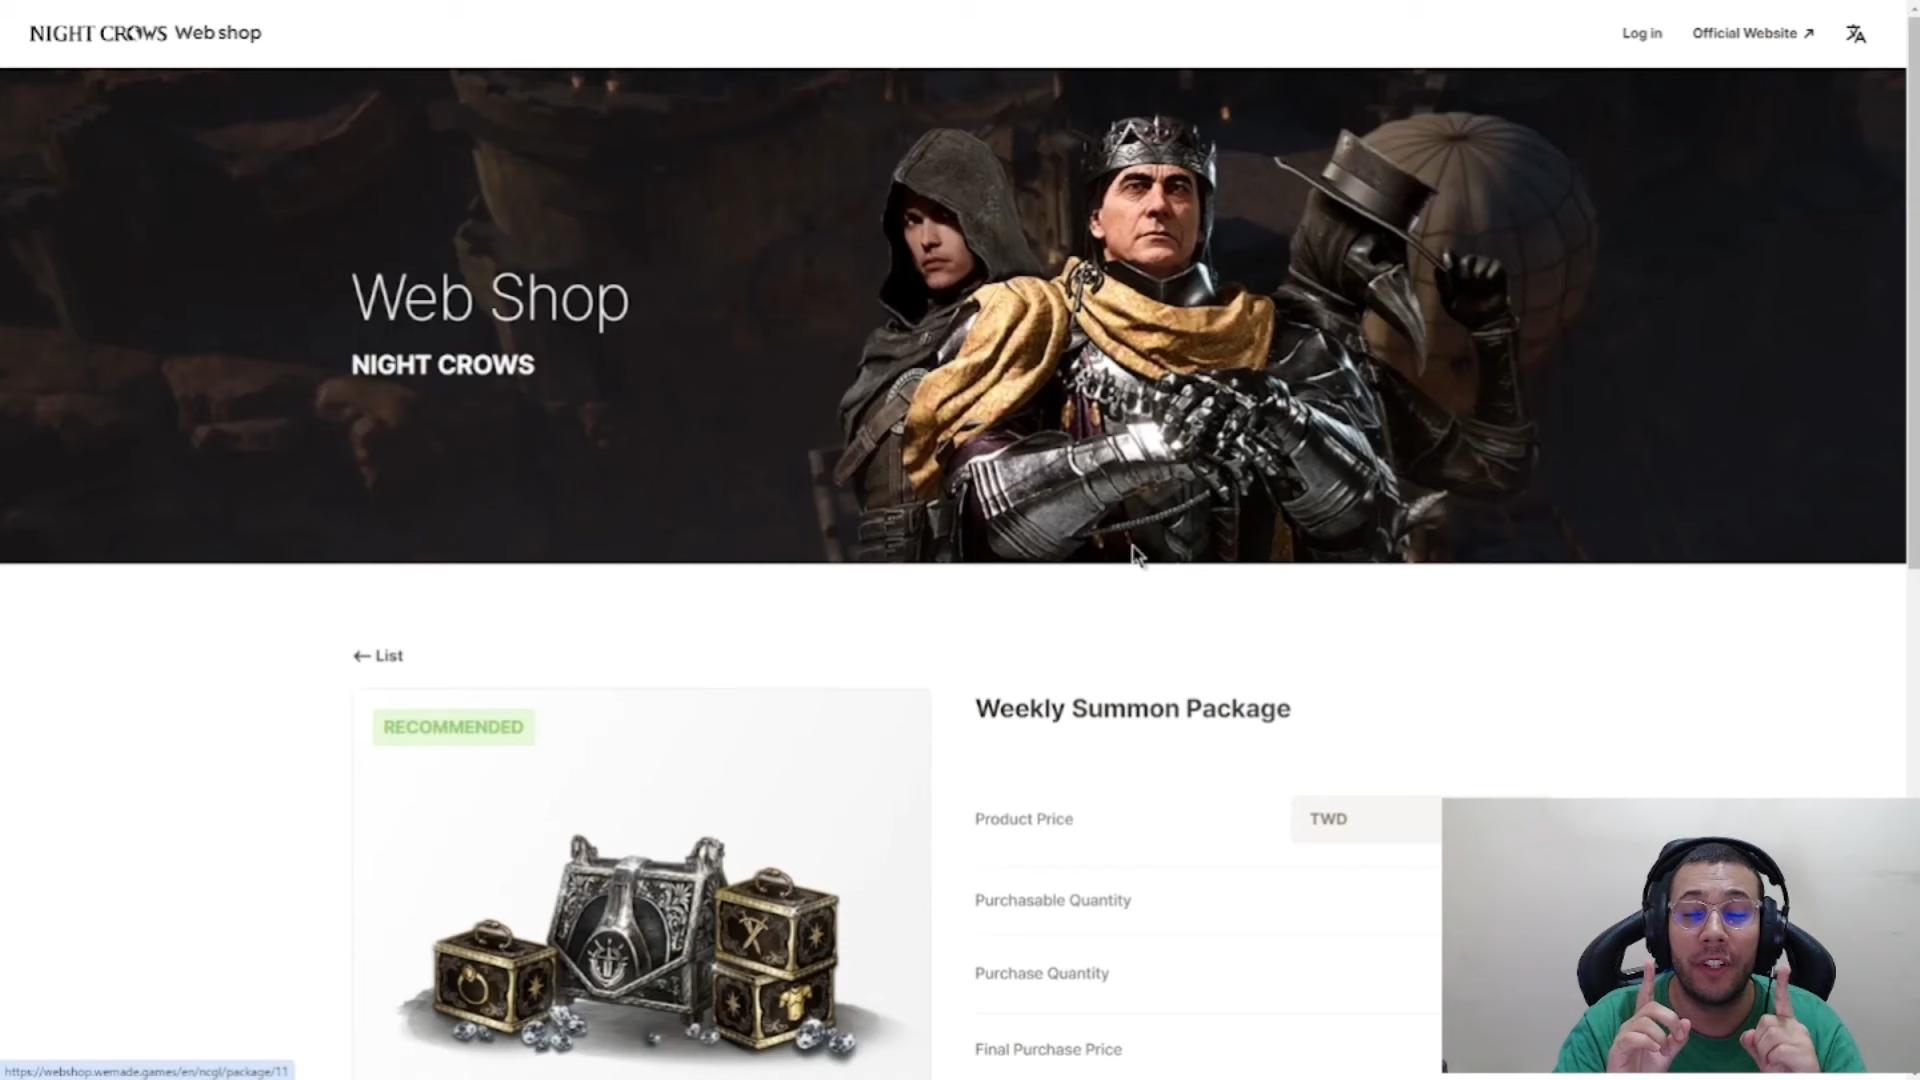 NIGHT CROWS Web shop
Log in
Official Website
Web Shop
NIGHT CROWS
List
RECOMMENDED
Weekly Summon Package
Product Price
TWD
Purchasable Quantity
Purchase Quantity
Final Purchase Price
https://webshop.wemade.games/en/ncgl/package/11